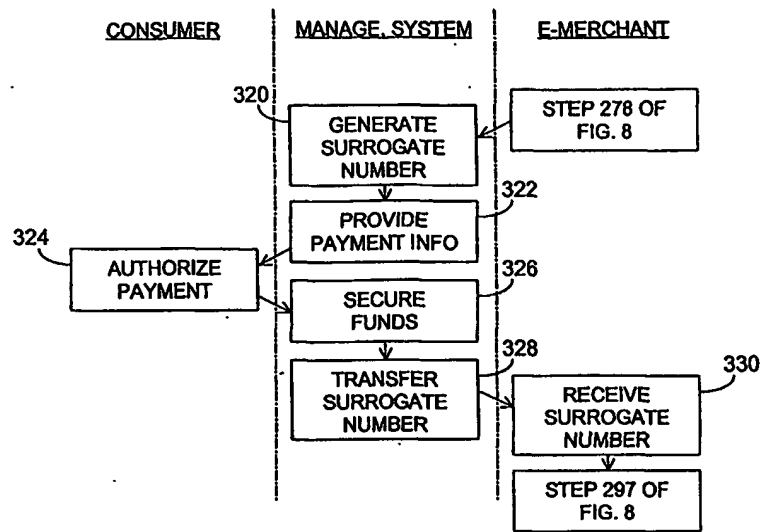 CONSUMER
MANAGE. SYSTEM
E-MERCHANT
320
GENERATE
SURROGATE
NUMBER
STEP 278 OF
FIG. 8
322
PROVIDE
PAYMENT INFO
324
AUTHORIZE
PAYMENT
326
SECURE
FUNDS
328
TRANSFER
SURROGATE
NUMBER
330
RECEIVE
SURROGATE
NUMBER
STEP 297 OF
FIG. 8